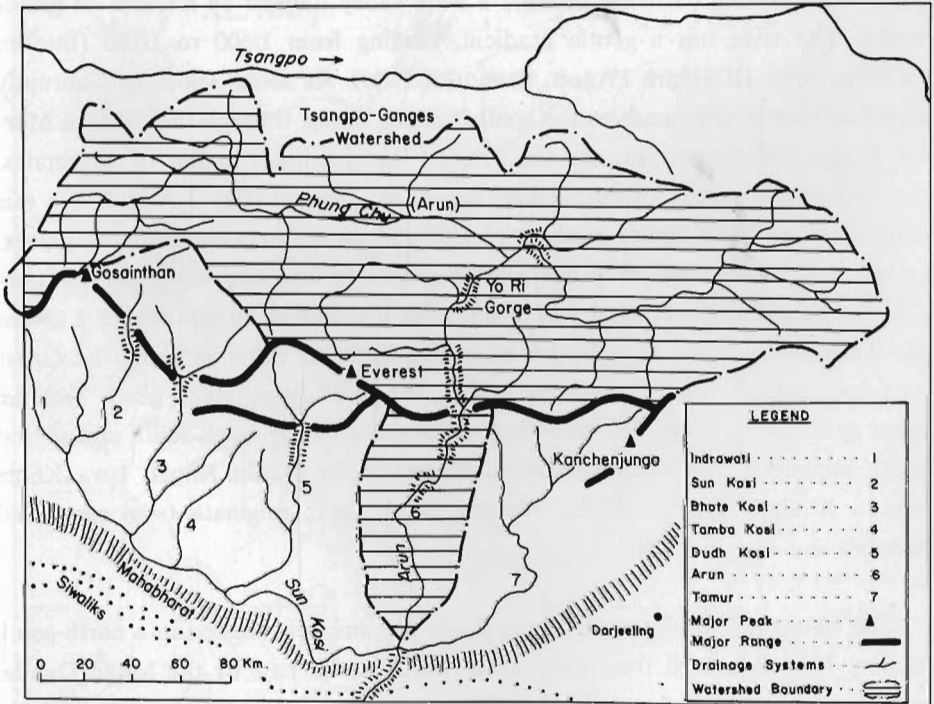 Tsangpo
Tsangpo-Ganges
Watershed
Phung Chu
(Arun)
Gosainthan
Yo Ri
Gorge
Everest
Kanchenjunga
1
2
3
4
5
6
7
Arun
Sun Kosi
Mahabharat
Siwaliks
Darjeeling
0 20 40 60 80 Km.
LEGEND
Indrawati 1
Sun Kosi 2
Bhote Kosi 3
Tamba Kosi 4
Dudh Kosi 5
Arun 6
Tamur 7
Major Peak
Major Range
Drainage Systems
Watershed Boundary